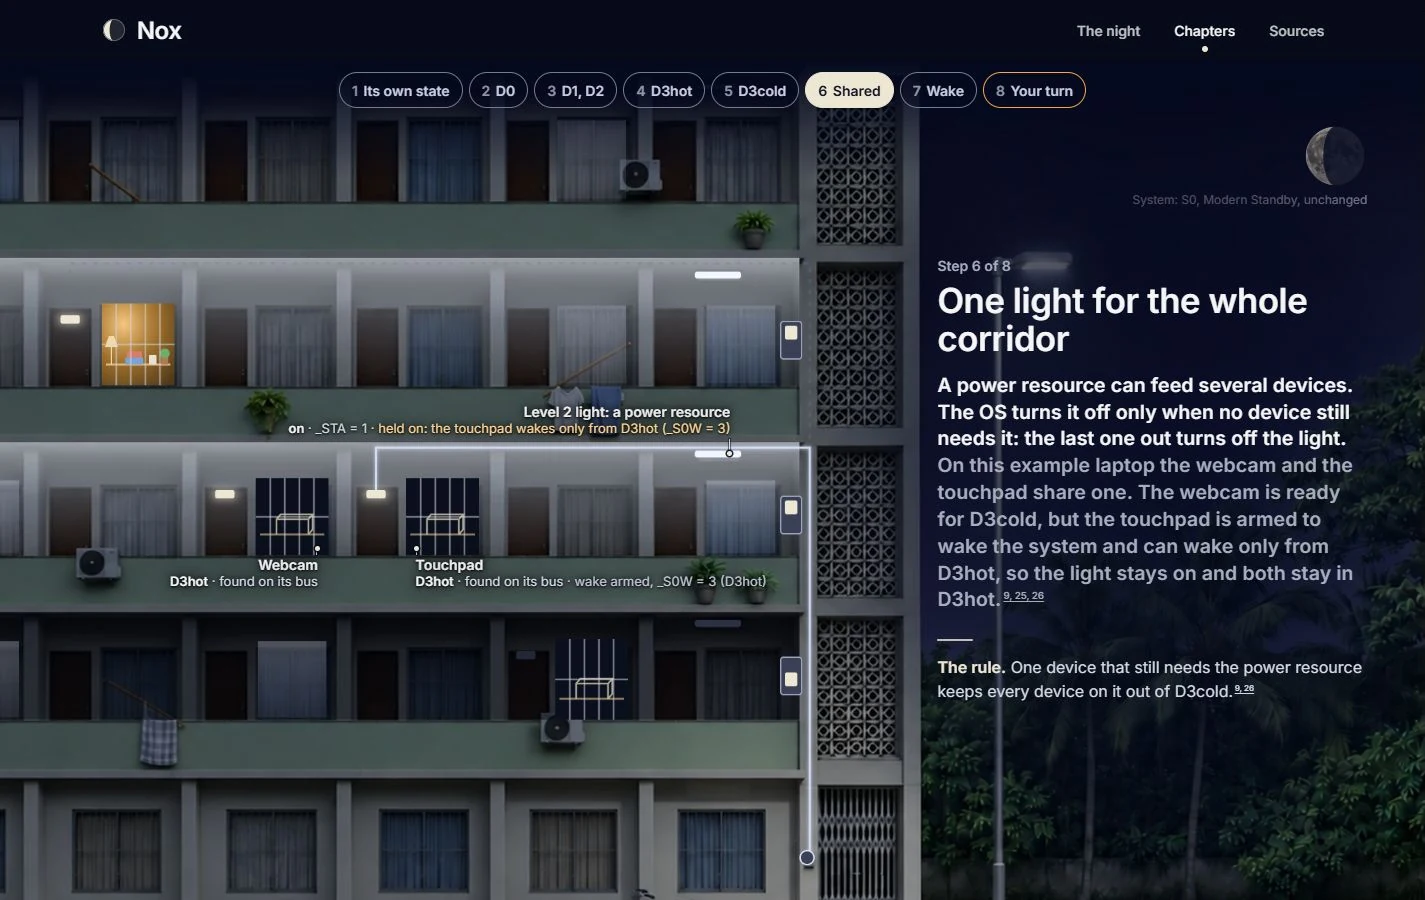 Nox
The night
Chapters
Sources
1 Its own state
2 D0
3 D1, D2
4 D3hot
5 D3cold
6 Shared
7 Wake
8 Your turn
System: S0, Modern Standby, unchanged
Step 6 of 8
One light for the whole
corridor
A power resource can feed several devices.
The OS turns it off only when no device still
needs it: the last one out turns off the light.
On this example laptop the webcam and the
touchpad share one. The webcam is ready
for D3cold, but the touchpad is armed to
wake the system and can wake only from
D3hot, so the light stays on and both stay in
D3hot. 9, 25, 26
The rule. One device that still needs the power resource
keeps every device on it out of D3cold. 9, 26
Level 2 light: a power resource
on · _STA = 1 · held on: the touchpad wakes only from D3hot (_S0W = 3)
Webcam
D3hot · found on its bus
Touchpad
D3hot · found on its bus · wake armed, _S0W = 3 (D3hot)